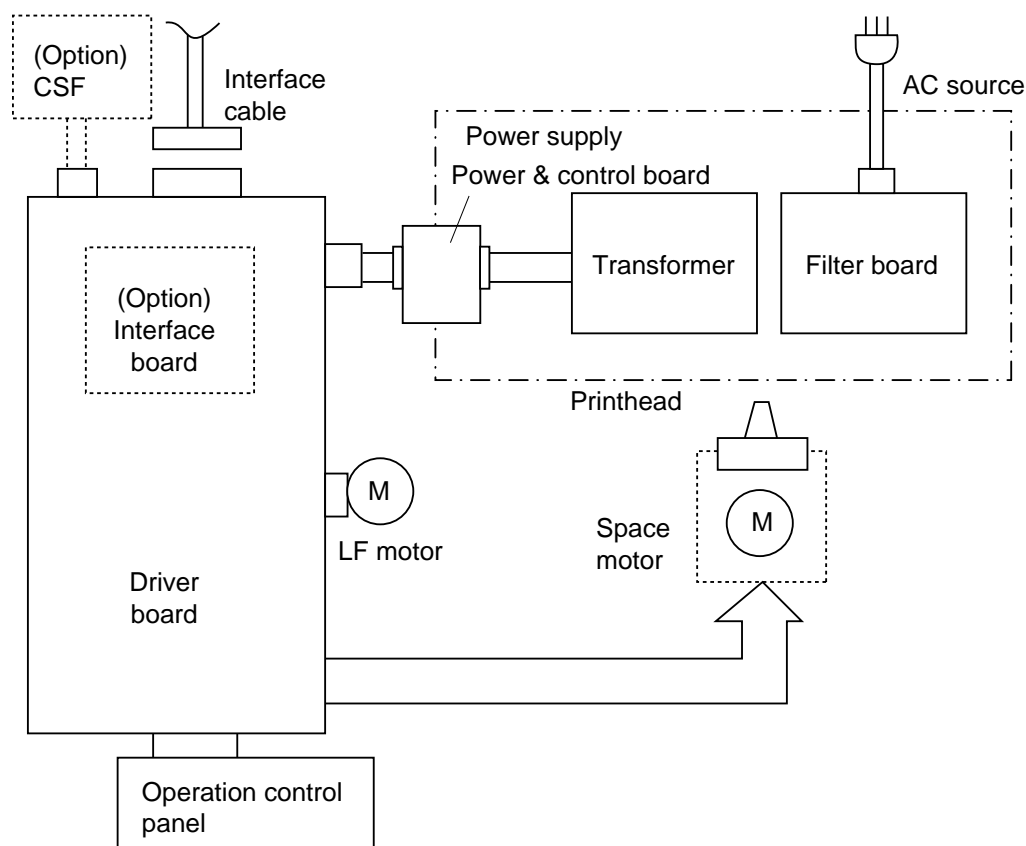 (Option)
CSF
Interface
cable
AC source
Power supply
Power & control board
Transformer
Filter board
(Option)
Interface
board
Printhead
M
LF motor
M
Space
motor
Driver
board
Operation control
panel